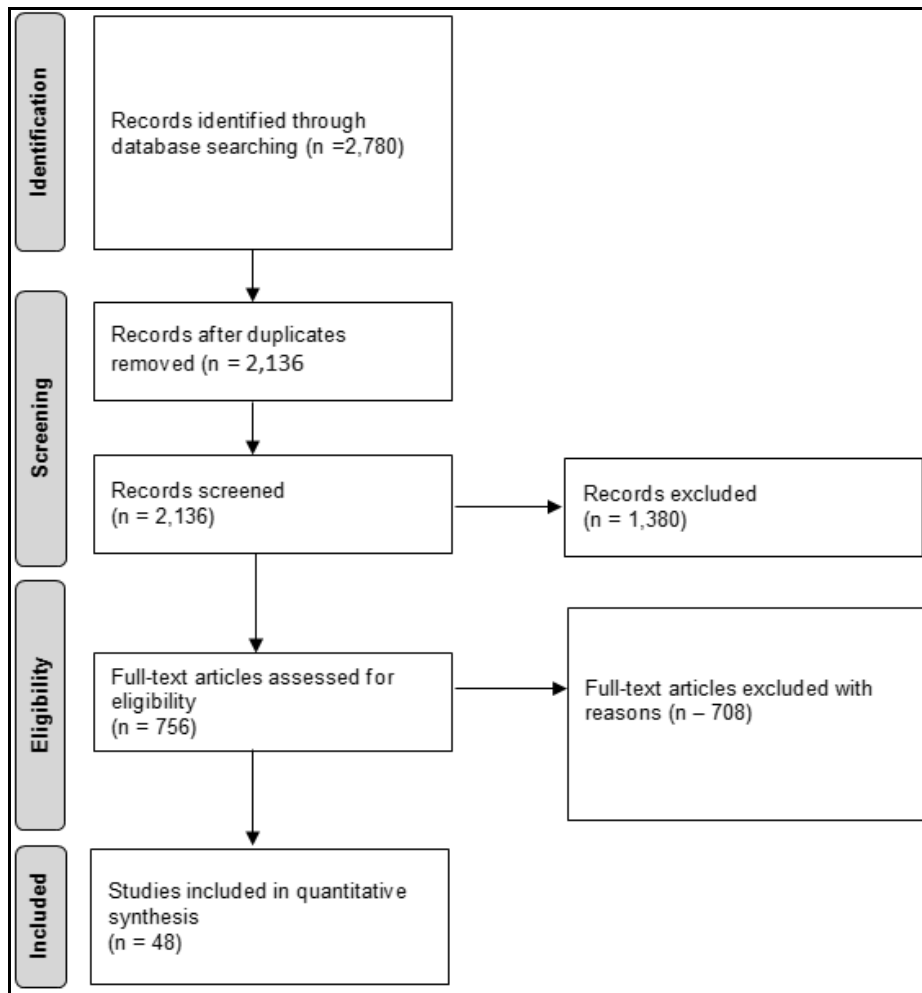 Identification
Records identified through
database searching (n =2,780)
Screening
Records after duplicates
removed (n = 2,136
Records screened
(n = 2,136)
Records excluded
(n = 1,380)
Eligibility
Full-text articles assessed for
eligibility
(n = 756)
Full-text articles excluded with
reasons (n – 708)
Included
Studies included in quantitative
synthesis
(n = 48)